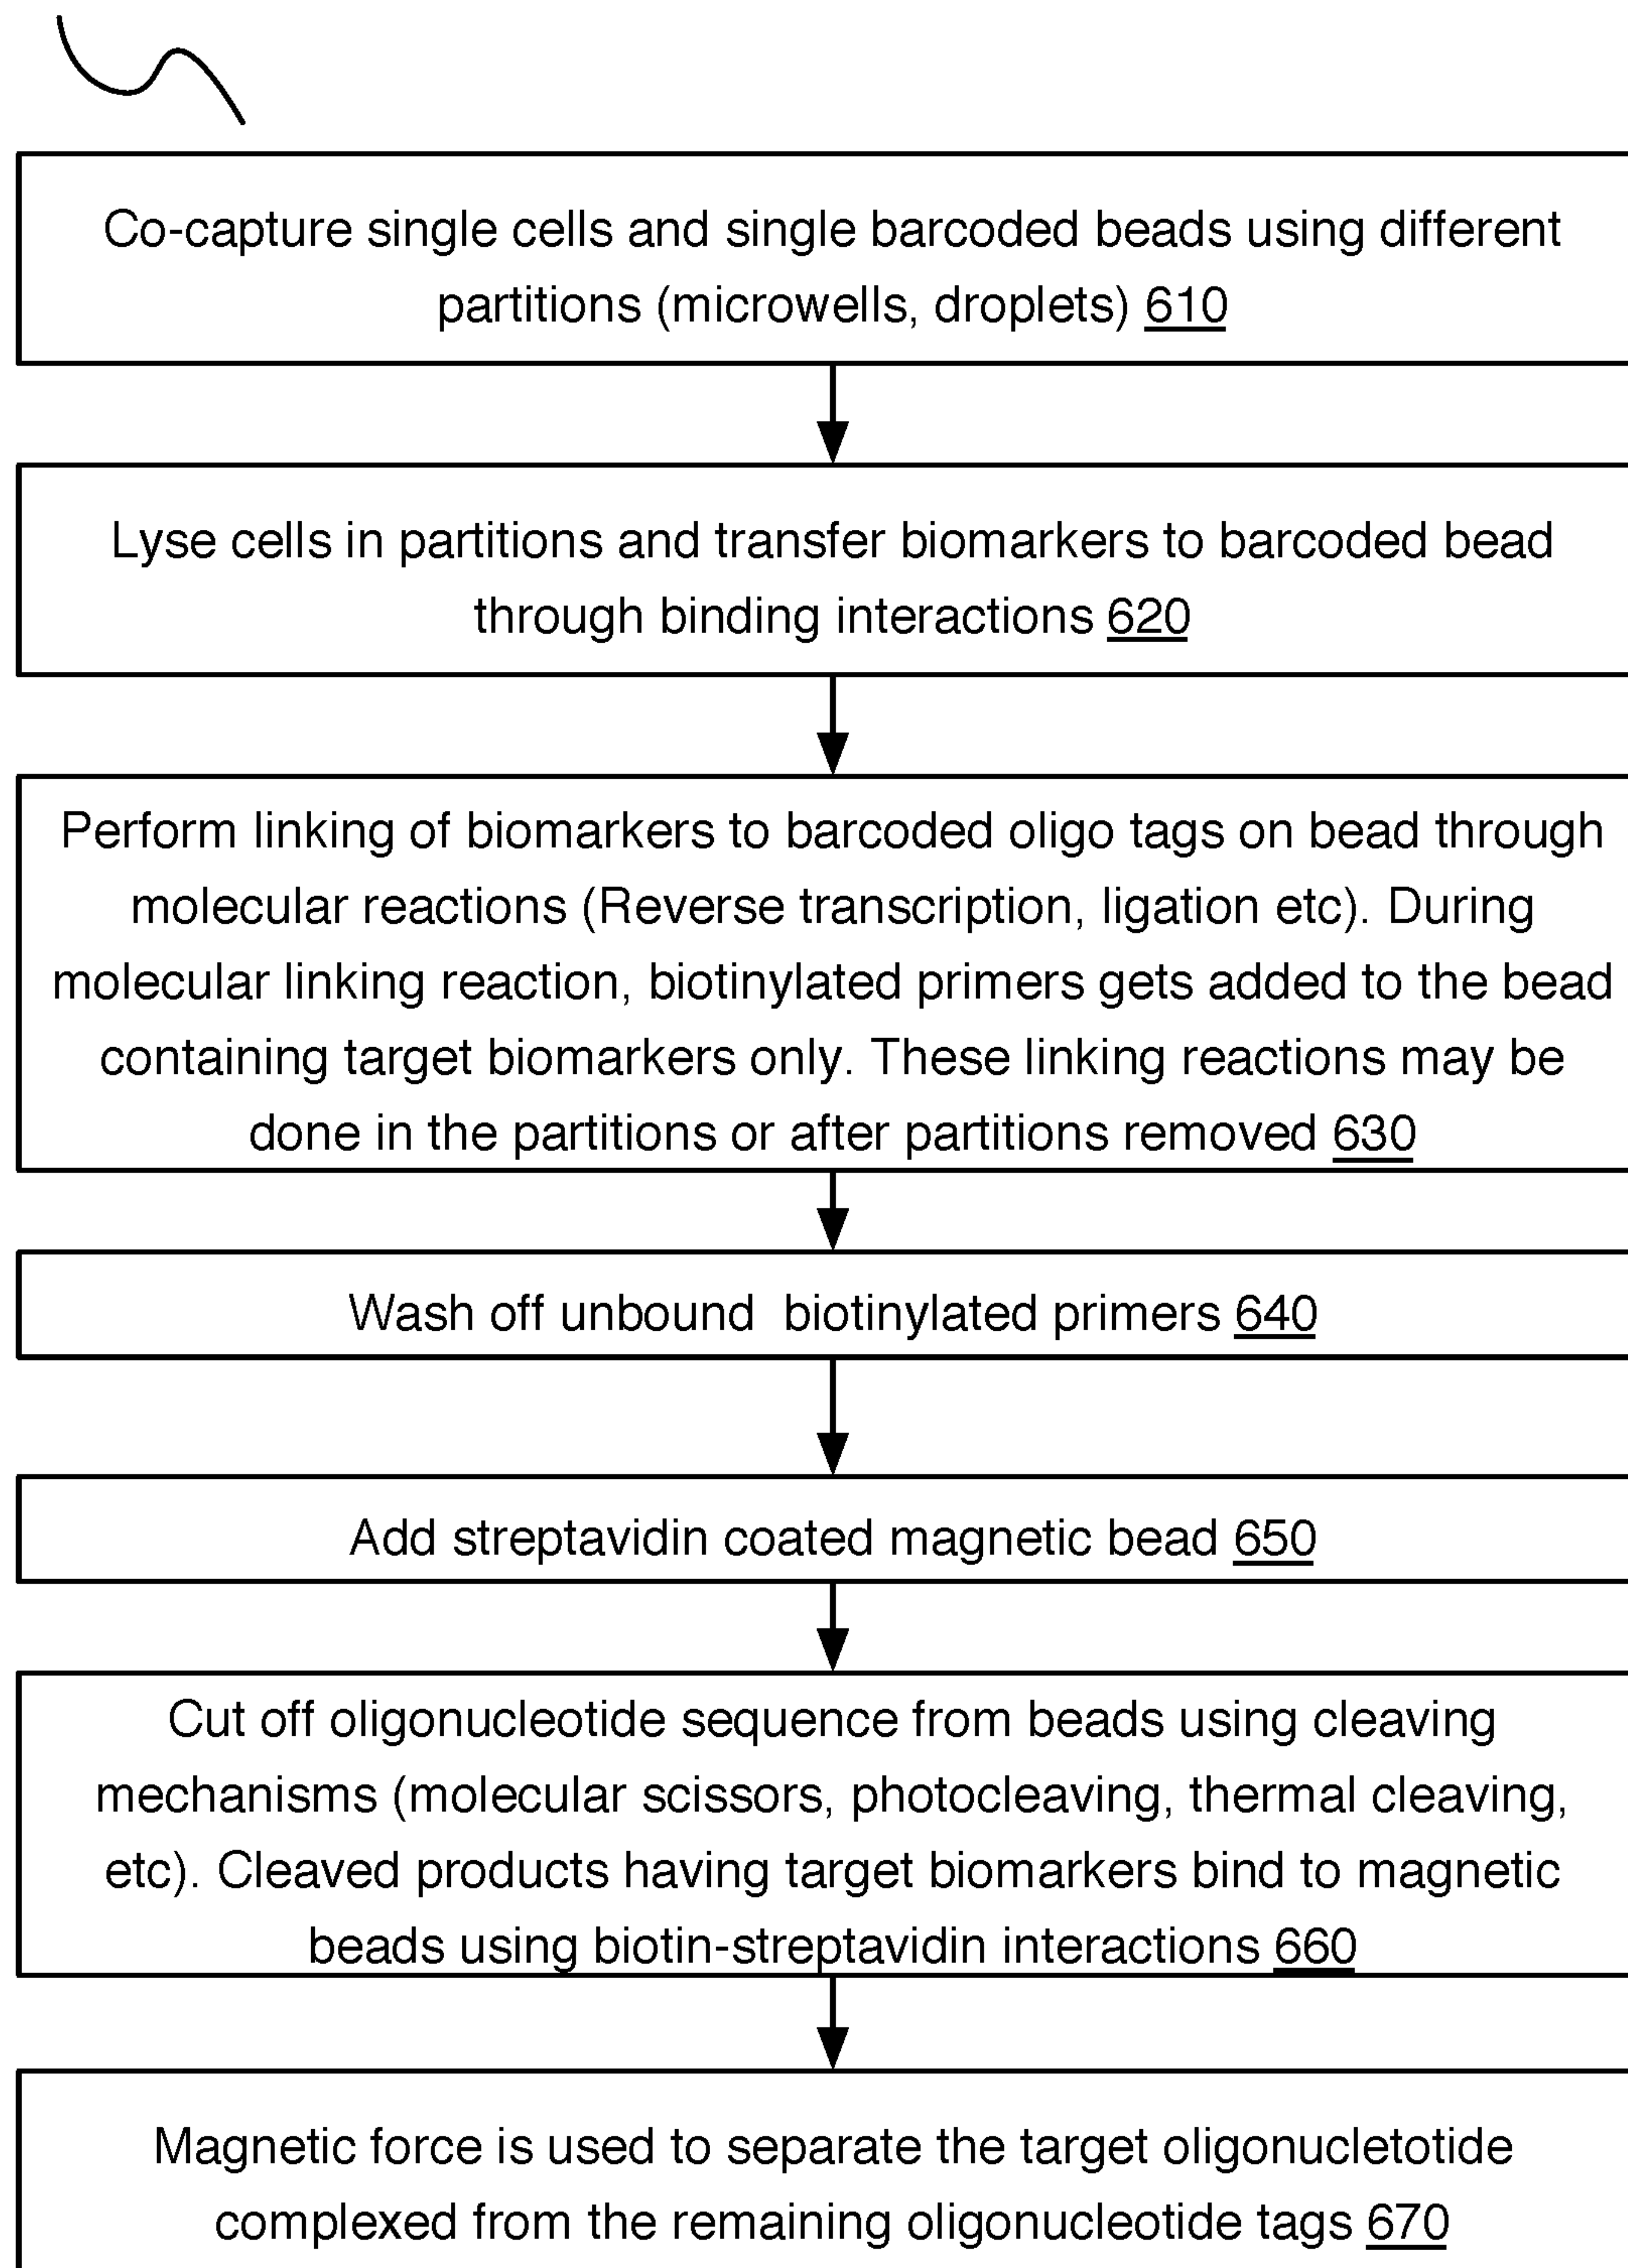 Co-capture single cells and single barcoded beads using different
partitions (microwells, droplets) 610
Lyse cells in partitions and transfer biomarkers to barcoded bead
through binding interactions 620
Perform linking of biomarkers to barcoded oligo tags on bead through
molecular reactions (Reverse transcription, ligation etc). During
molecular linking reaction, biotinylated primers gets added to the bead
containing target biomarkers only. These linking reactions may be
done in the partitions or after partitions removed 630
Wash off unbound  biotinylated primers 640
Add streptavidin coated magnetic bead 650
Cut off oligonucleotide sequence from beads using cleaving
mechanisms (molecular scissors, photocleaving, thermal cleaving,
etc). Cleaved products having target biomarkers bind to magnetic
beads using biotin-streptavidin interactions 660
Magnetic force is used to separate the target oligonucletotide
complexed from the remaining oligonucleotide tags 670